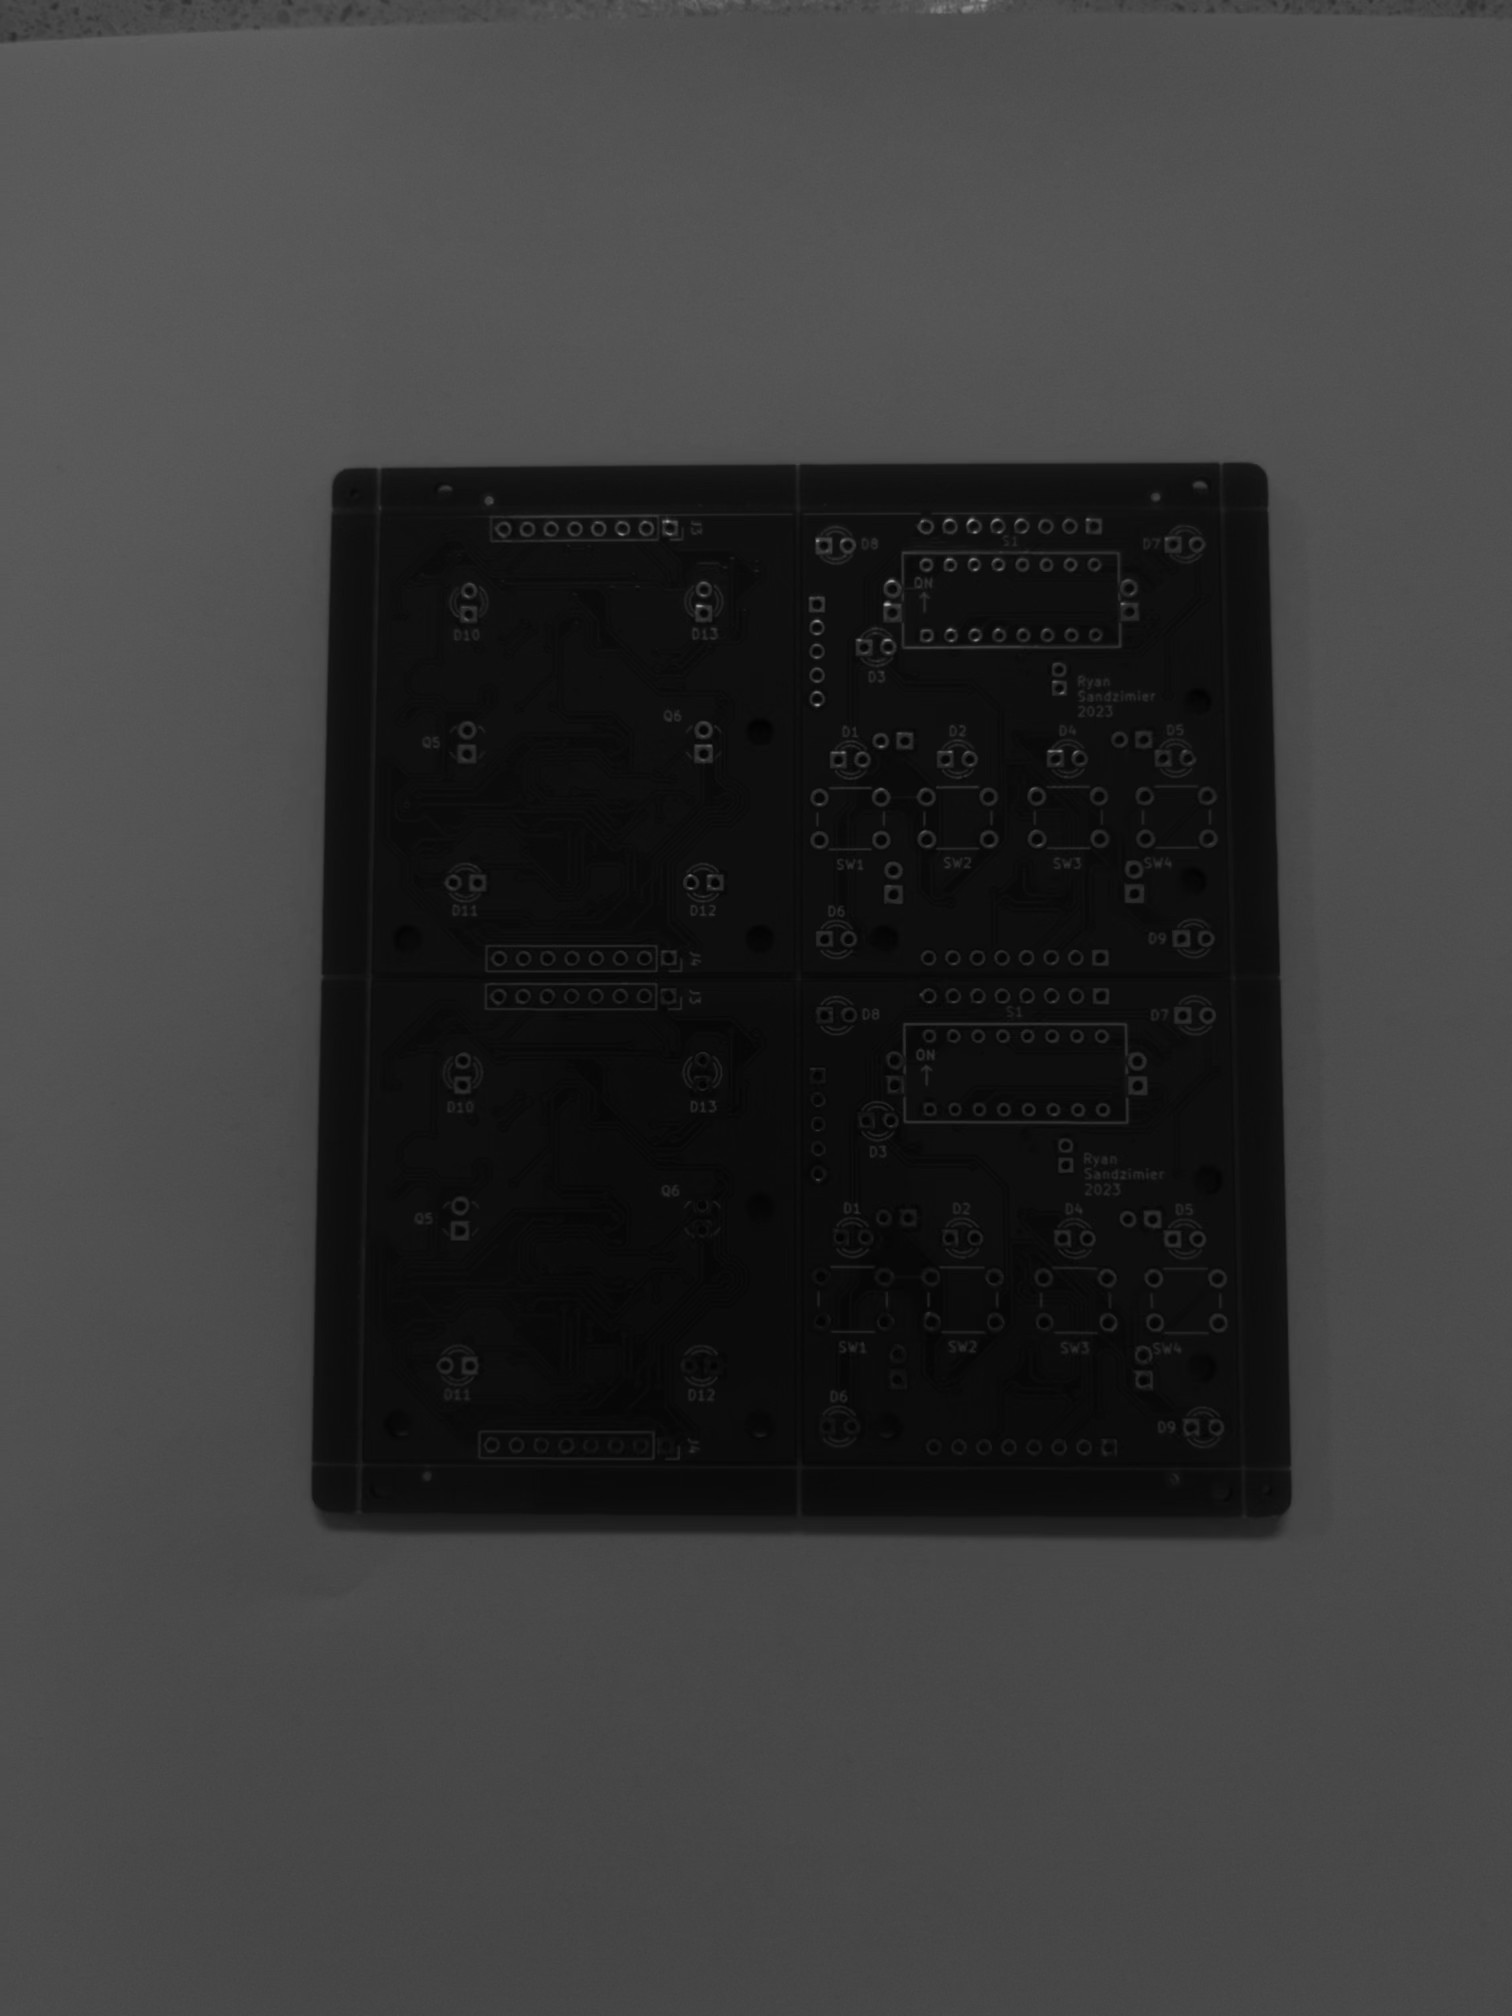 J3
D8
S1
D7
ON
D10
D13
D3
Ryan
Sandzimier
2023
Q5
Q6
D1
D2
D4
D5
SW1
SW2
SW3
SW4
D11
D12
D6
D9
J4
J3
D8
S1
D7
ON
D10
D13
D3
Ryan
Sandzimier
2023
Q5
Q6
D1
D2
D4
D5
SW1
SW2
SW3
SW4
D11
D12
D6
D9
J4